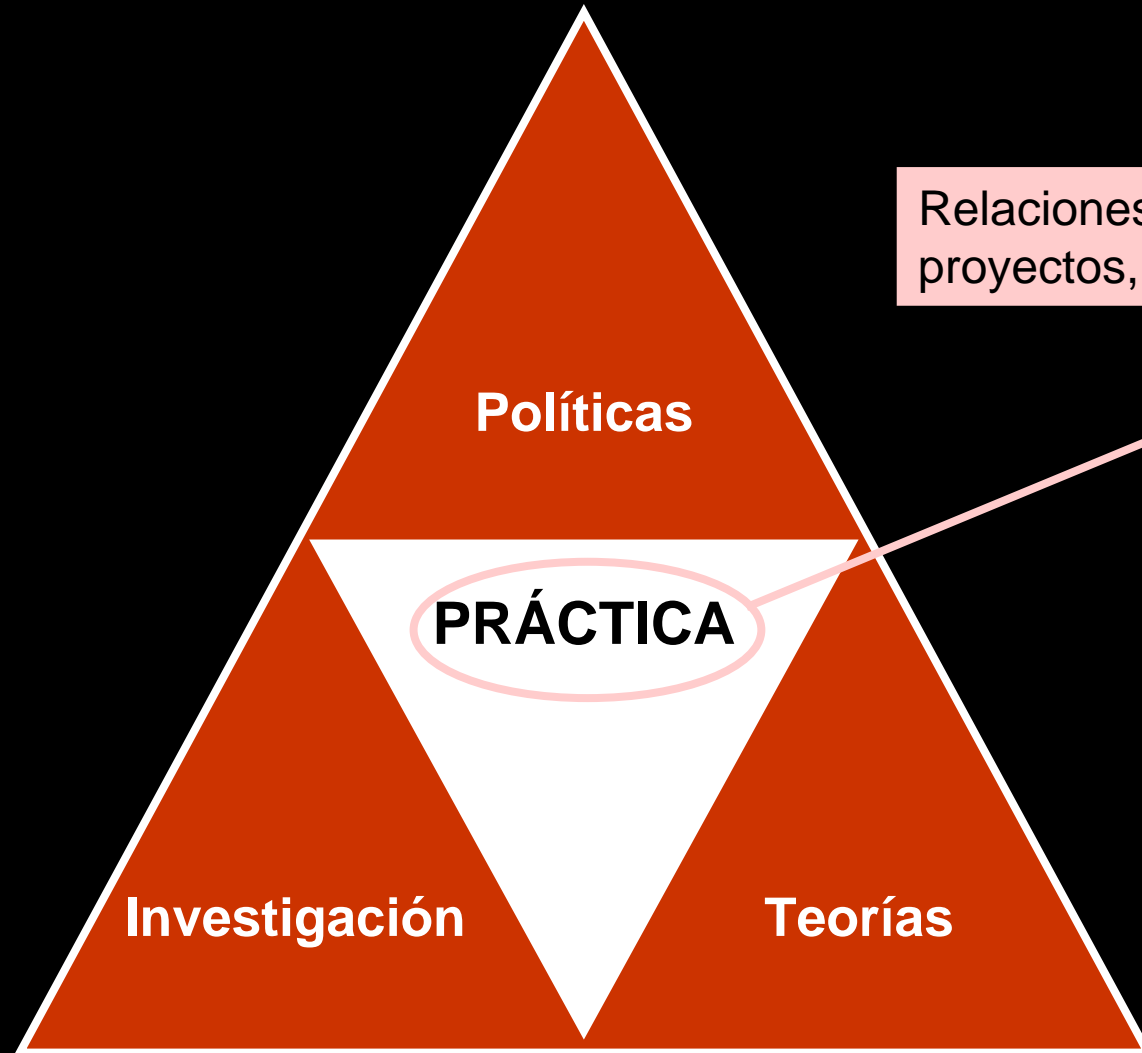 Relaciones
proyectos,
Políticas
PRÁCTICA
Investigación
Teorías